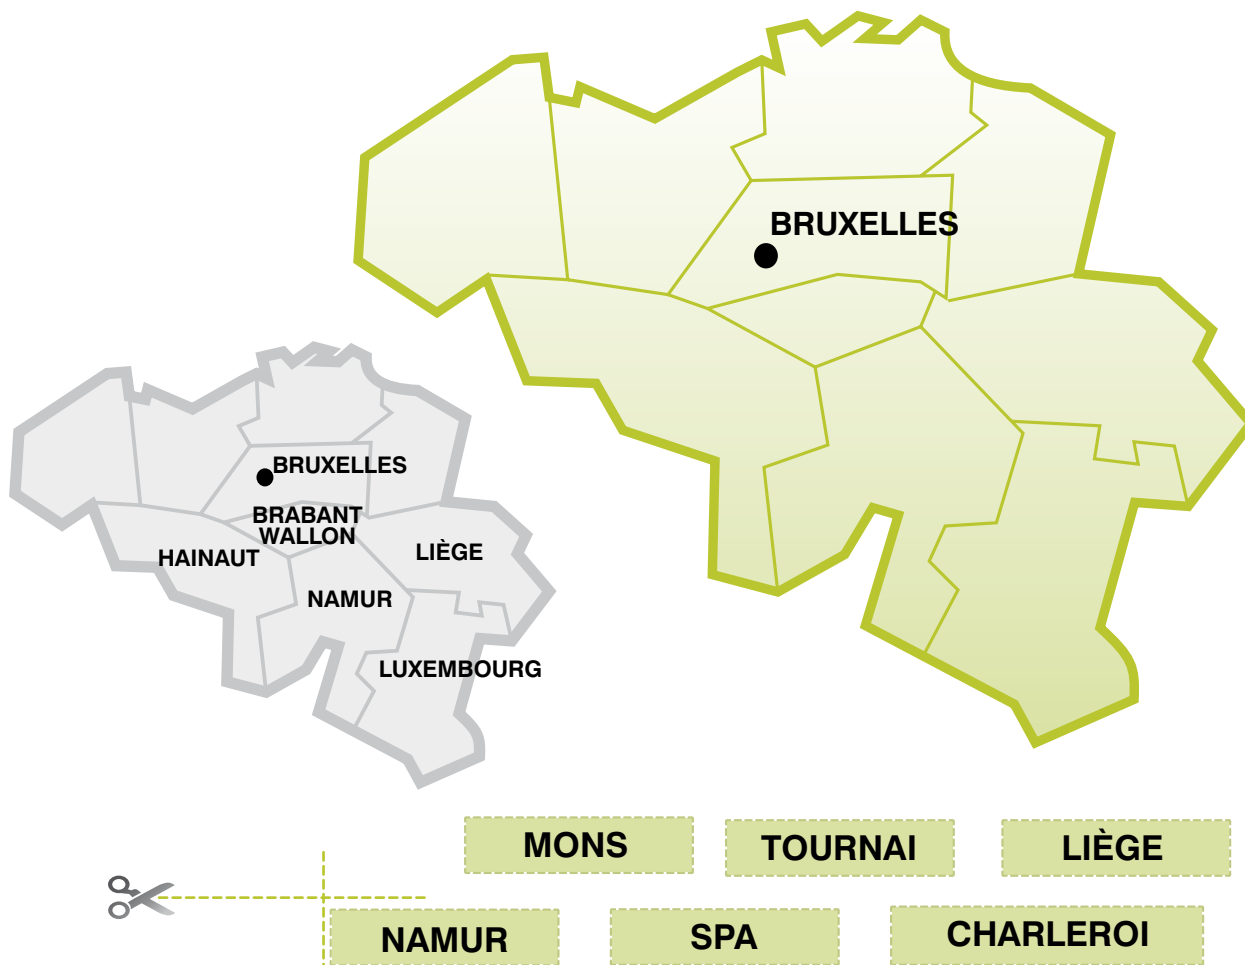 BRUXELLES
BRUXELLES
BRABANT
WALLON
HAINAUT
LIÈGE
NAMUR
LUXEMBOURG
MONS
TOURNAI
LIÈGE
NAMUR
SPA
CHARLEROI